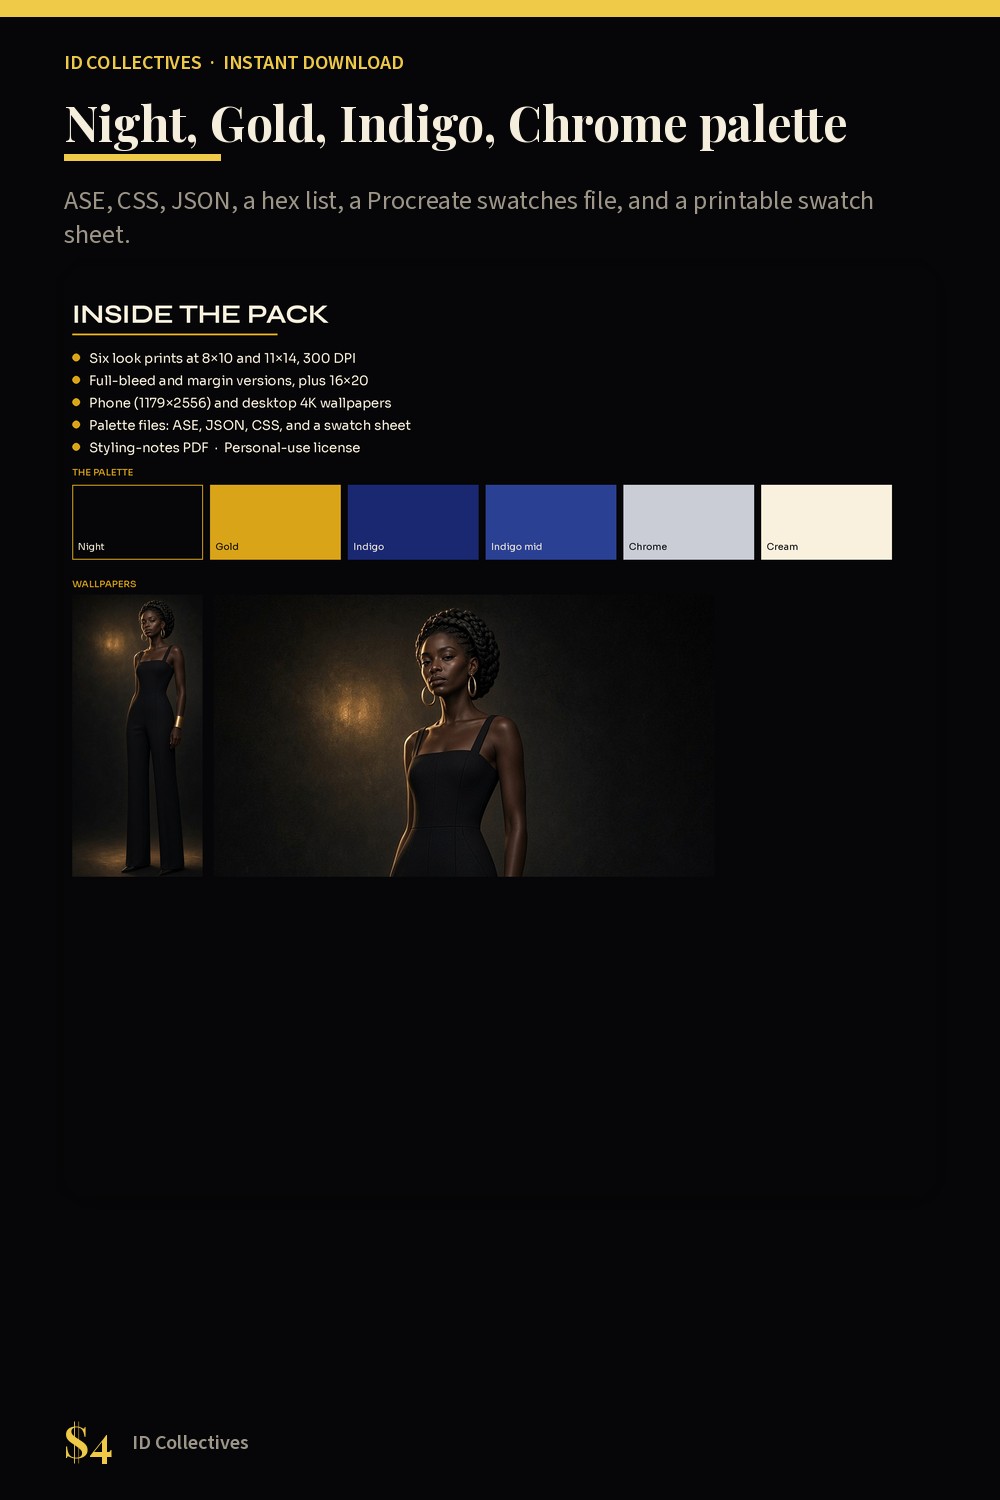 ID COLLECTIVES · INSTANT DOWNLOAD
Night, Gold, Indigo, Chrome palette
ASE, CSS, JSON, a hex list, a Procreate swatches file, and a printable swatch
sheet.
INSIDE THE PACK
Six look prints at 8×10 and 11×14, 300 DPI
Full-bleed and margin versions, plus 16×20
Phone (1179×2556) and desktop 4K wallpapers
Palette files: ASE, JSON, CSS, and a swatch sheet
Styling-notes PDF · Personal-use license
THE PALETTE
Night Gold Indigo Indigo mid Chrome Cream
WALLPAPERS
$4 ID Collectives